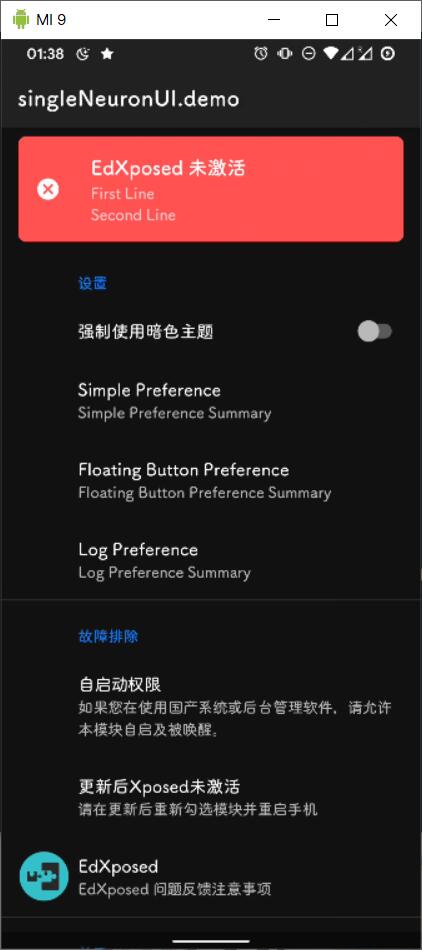 MI 9
01:38
singleNeuronUI.demo
EdXposed 未激活
First Line
Second Line
设置
强制使用暗色主题
Simple Preference
Simple Preference Summary
Floating Button Preference
Floating Button Preference Summary
Log Preference
Log Preference Summary
故障排除
自启动权限
如果您在使用国产系统或后台管理软件，请允许
本模块自启及被唤醒。
更新后Xposed未激活
请在更新后重新勾选模块并重启手机
EdXposed
EdXposed 问题反馈注意事项